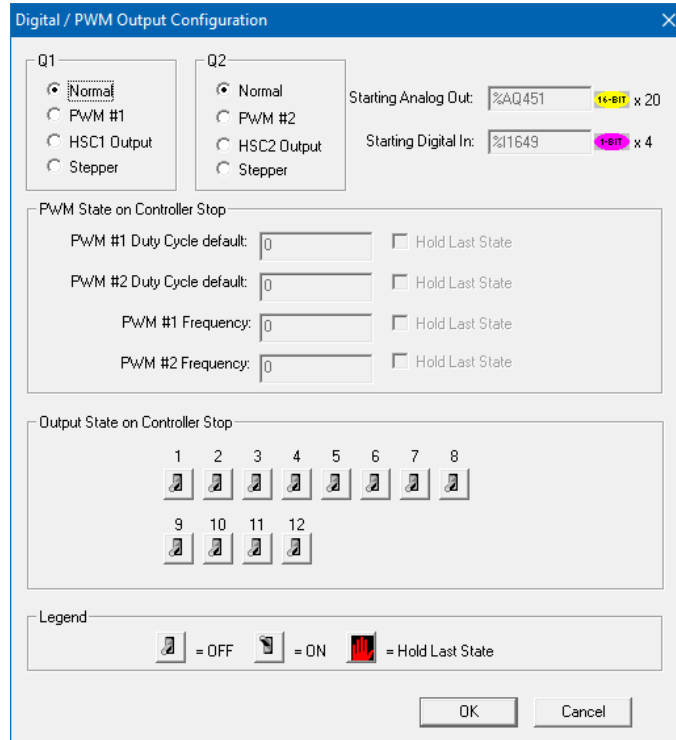 Digital / PWM Output Configuration
Q1
Normal
PWM #1
HSC1 Output
Stepper
Q2
Normal
PWM #2
HSC2 Output
Stepper
Starting Analog Out: %AQ451 16-BIT x 20
Starting Digital In: %I1649 1-BIT x 4
PWM State on Controller Stop
PWM #1 Duty Cycle default: 0 Hold Last State
PWM #2 Duty Cycle default: 0 Hold Last State
PWM #1 Frequency: 0 Hold Last State
PWM #2 Frequency: 0 Hold Last State
Output State on Controller Stop
1 2 3 4 5 6 7 8
9 10 11 12
Legend
= OFF = ON = Hold Last State
OK Cancel